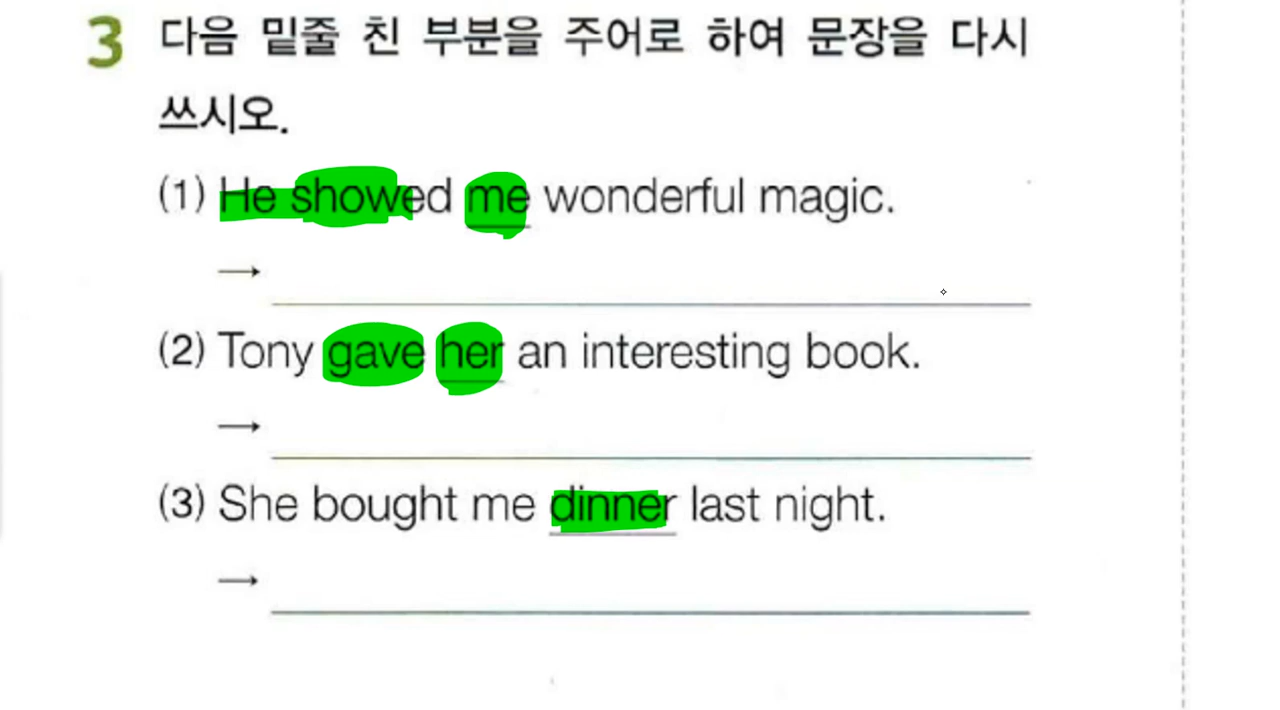 3 다음 밑줄 친 부분을 주어로 하여 문장을 다시
쓰시오.
(1) He showed me wonderful magic.
→
(2) Tony gave her an interesting book.
→
(3) She bought me dinner last night.
→